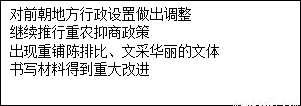 对前朝地方行政设置做出调整
继续推行重农抑商政策
出现重铺陈排比、文采华丽的文体
书写材料得到重大改进